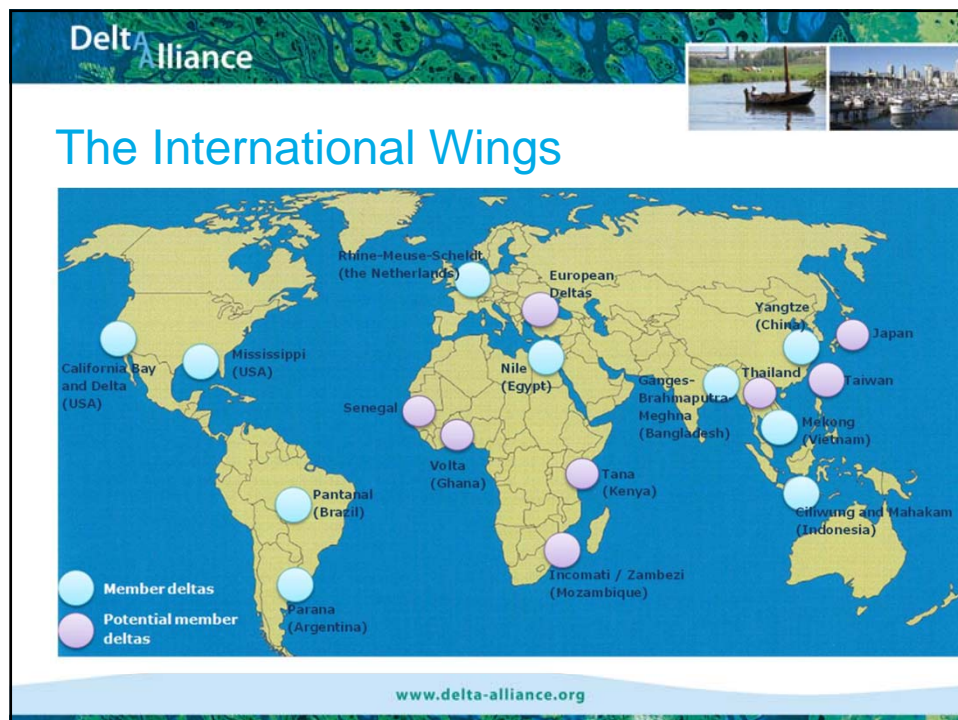 Delta
Alliance
The International Wings
Rhine-Meuse-Scheldt
(the Netherlands)
European
Deltas
Yangtze
(China)
Japan
California Bay
and Delta
(USA)
Mississippi
(USA)
Nile
(Egypt)
Ganges-
Brahmaputra-
Meghna
(Bangladesh)
Thailand
Taiwan
Senegal
Mekong
(Vietnam)
Volta
(Ghana)
Tana
(Kenya)
Pantanal
(Brazil)
Ciliwung and Mahakam
(Indonesia)
Incomati / Zambezi
(Mozambique)
Parana
(Argentina)
Member deltas
Potential member
deltas
www.delta-alliance.org